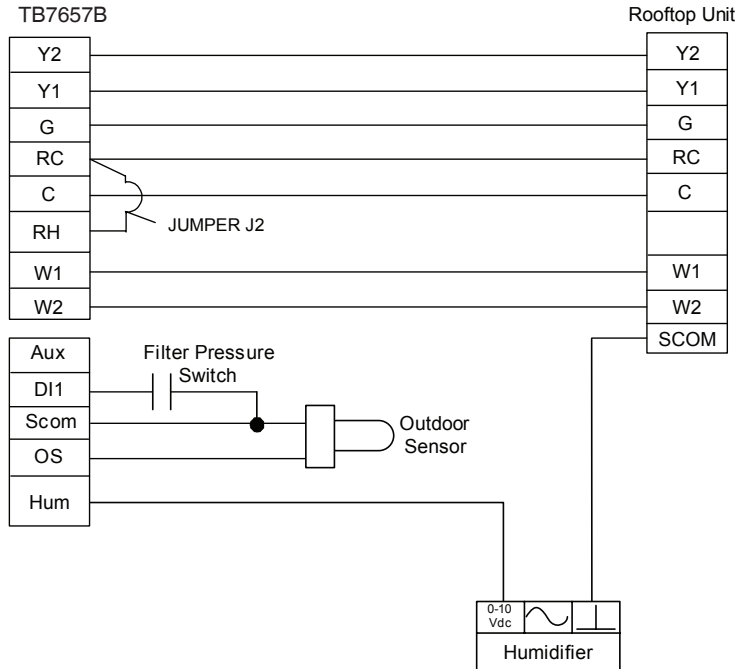 TB7657B
Rooftop Unit
Y2
Y2
Y1
Y1
G
G
RC
RC
C
C
RH
JUMPER J2
W1
W1
W2
W2
SCOM
Aux
Filter Pressure
Switch
DI1
Scom
Outdoor
Sensor
OS
Hum
0-10
Vdc
Humidifier